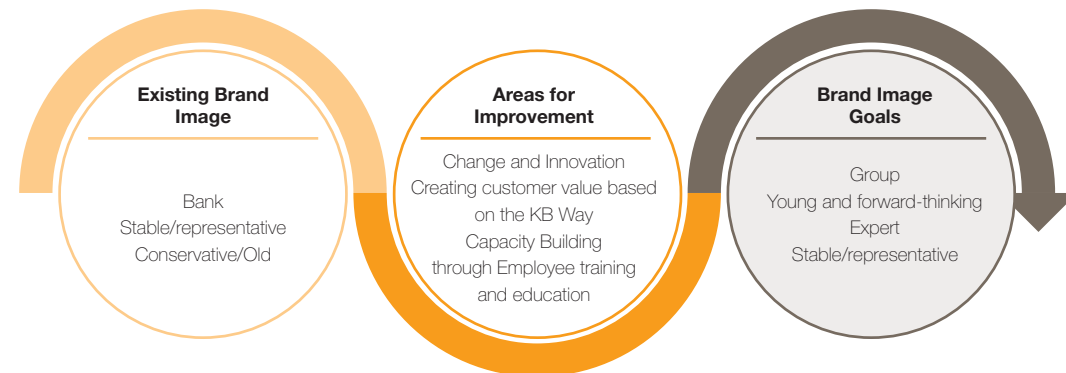 Existing Brand
Image
Bank
Stable/representative
Conservative/Old
Areas for
Improvement
Change and Innovation
Creating customer value based
on the KB Way
Capacity Building
through Employee training
and education
Brand Image
Goals
Group
Young and forward-thinking
Expert
Stable/representative